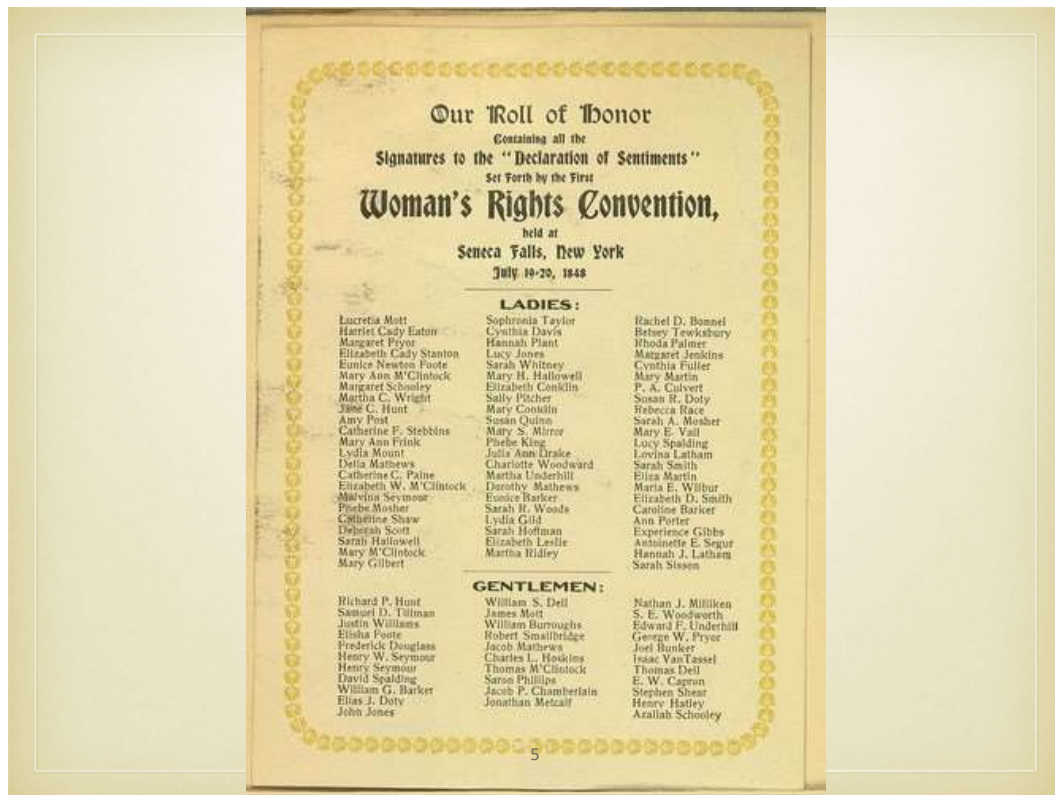 Our Roll of Honor
Containing all the
Signatures to the "Declaration of Sentiments"
Set Forth by the First
Woman's Rights Convention,
held at
Seneca Falls, New York
July 19-20, 1848
LADIES:
Lucretia Mott
Harriet Cady Eaton
Margaret Pryor
Elizabeth Cady Stanton
Eunice Newton Foote
Mary Ann M'Clintock
Margaret Schooley
Martha C. Wright
Jane C. Hunt
Amy Post
Catherine F. Stebbins
Mary Ann Frink
Lydia Mount
Delia Mathews
Catherine C. Paine
Elizabeth W. M'Clintock
Malvina Seymour
Phebe Mosher
Catherine Shaw
Deborah Scott
Sarah Hallowell
Mary M'Clintock
Mary Gilbert
Sophronia Taylor
Cynthia Davis
Hannah Plant
Lucy Jones
Sarah Whitney
Mary H. Hallowell
Elizabeth Conklin
Sally Pitcher
Mary Conklin
Susan Quinn
Mary S. Mirror
Phebe King
Julia Ann Drake
Charlotte Woodward
Martha Underhill
Dorothy Mathews
Eunice Barker
Sarah R. Woods
Lydia Gild
Sarah Hoffman
Elizabeth Leslie
Martha Ridley
Rachel D. Bonnel
Betsey Tewksbury
Rhoda Palmer
Margaret Jenkins
Cynthia Fuller
Mary Martin
P. A. Culvert
Susan R. Doty
Rebecca Race
Sarah A. Mosher
Mary E. Vail
Lucy Spalding
Lovina Latham
Sarah Smith
Eliza Martin
Maria E. Wilbur
Elizabeth D. Smith
Caroline Barker
Ann Porter
Experience Gibbs
Antoinette E. Segur
Hannah J. Latham
Sarah Sisson
GENTLEMEN:
Richard P. Hunt
Samuel D. Tillman
Justin Williams
Elisha Foote
Frederick Douglass
Henry W. Seymour
Henry Seymour
David Spalding
William G. Barker
Elias J. Doty
John Jones
William S. Dell
James Mott
William Burroughs
Robert Smallbridge
Jacob Mathews
Charles L. Hoskins
Thomas M'Clintock
Saron Phillips
Jacob P. Chamberlain
Jonathan Metcalf
Nathan J. Milliken
S. E. Woodworth
Edward F. Underhill
George W. Pryor
Joel Bunker
Isaac VanTassel
Thomas Dell
E. W. Capron
Stephen Shear
Henry Hatley
Azaliah Schooley
5